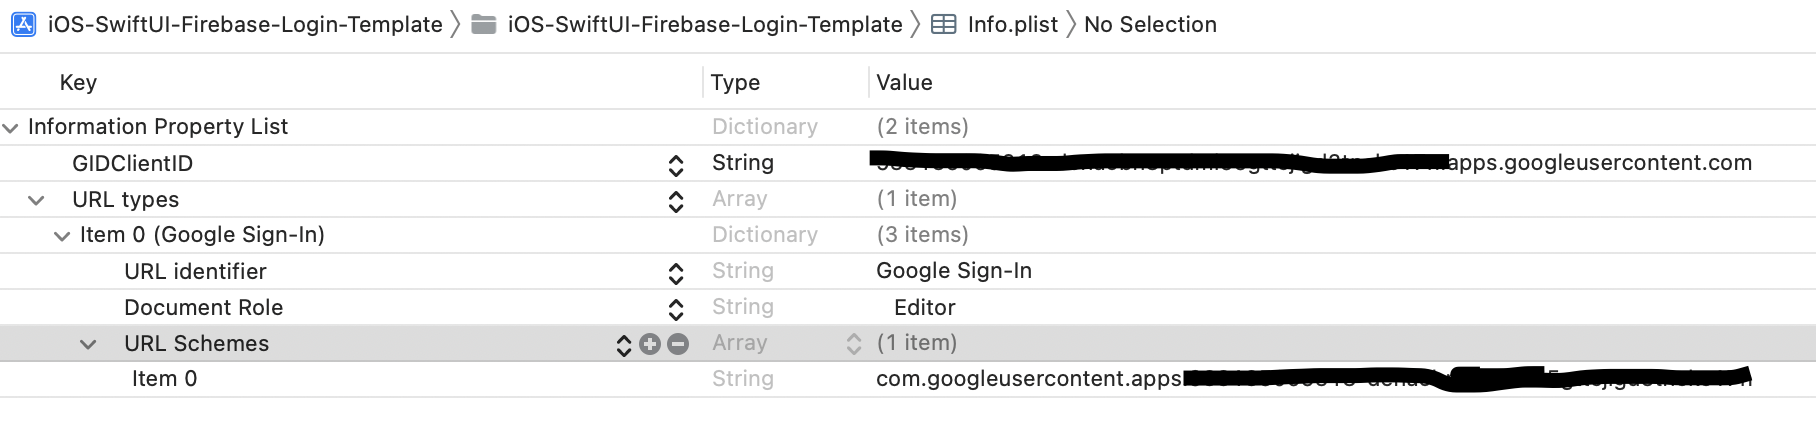 iOS-SwiftUI-Firebase-Login-Template iOS-SwiftUI-Firebase-Login-Template Info.plist No Selection
Key Type Value
Information Property List Dictionary (2 items)
GIDClientID String apps.googleusercontent.com
URL types Array (1 item)
Item 0 (Google Sign-In) Dictionary (3 items)
URL identifier String Google Sign-In
Document Role String Editor
URL Schemes Array (1 item)
Item 0 String com.googleusercontent.apps